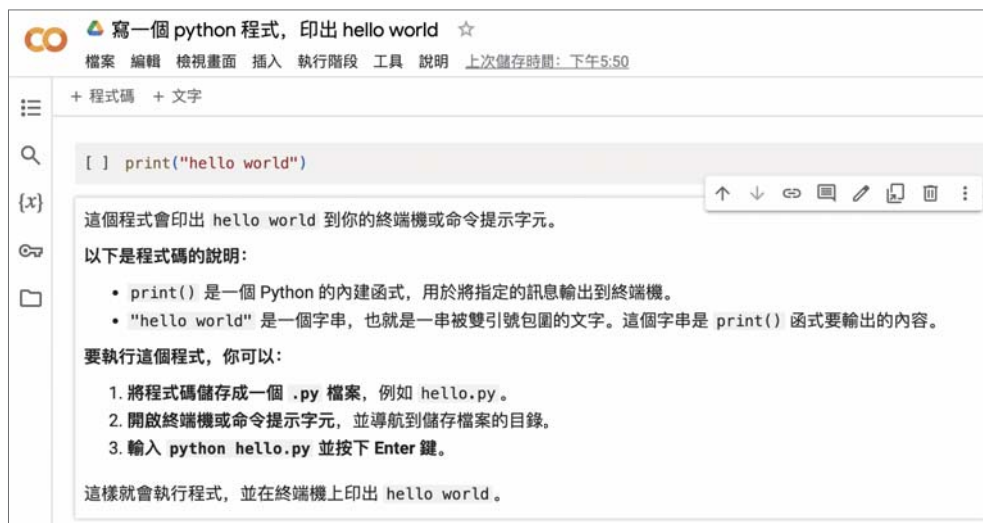 寫一個 python 程式，印出 hello world
檔案 編輯 檢視畫面 插入 執行階段 工具 說明 上次儲存時間：下午5:50
+ 程式碼 + 文字
[ ] print("hello world")
{x}
這個程式會印出 hello world 到你的終端機或命令提示字元。
以下是程式碼的說明：
• print() 是一個 Python 的內建函式，用於將指定的訊息輸出到終端機。
• "hello world" 是一個字串，也就是一串被雙引號包圍的文字。這個字串是 print() 函式要輸出的內容。
要執行這個程式，你可以：
1. 將程式碼儲存成一個 .py 檔案，例如 hello.py。
2. 開啟終端機或命令提示字元，並導航到儲存檔案的目錄。
3. 輸入 python hello.py 並按下 Enter 鍵。
這樣就會執行程式，並在終端機上印出 hello world。